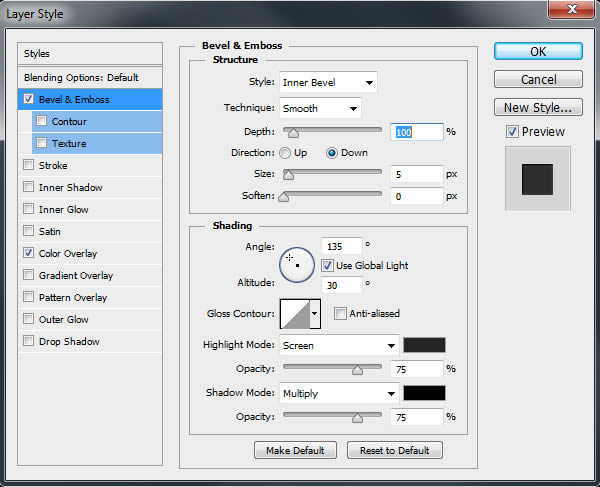 Layer Style
Styles
Blending Options: Default
Bevel & Emboss
Contour
Texture
Stroke
Inner Shadow
Inner Glow
Satin
Color Overlay
Gradient Overlay
Pattern Overlay
Outer Glow
Drop Shadow
Bevel & Emboss
Structure
Style: Inner Bevel
Technique: Smooth
Depth: 100 %
Direction: Up Down
Size: 5 px
Soften: 0 px
Shading
Angle: 135 °
Use Global Light
Altitude: 30 °
Gloss Contour: Anti-aliased
Highlight Mode: Screen
Opacity: 75 %
Shadow Mode: Multiply
Opacity: 75 %
Make Default Reset to Default
OK
Cancel
New Style...
Preview